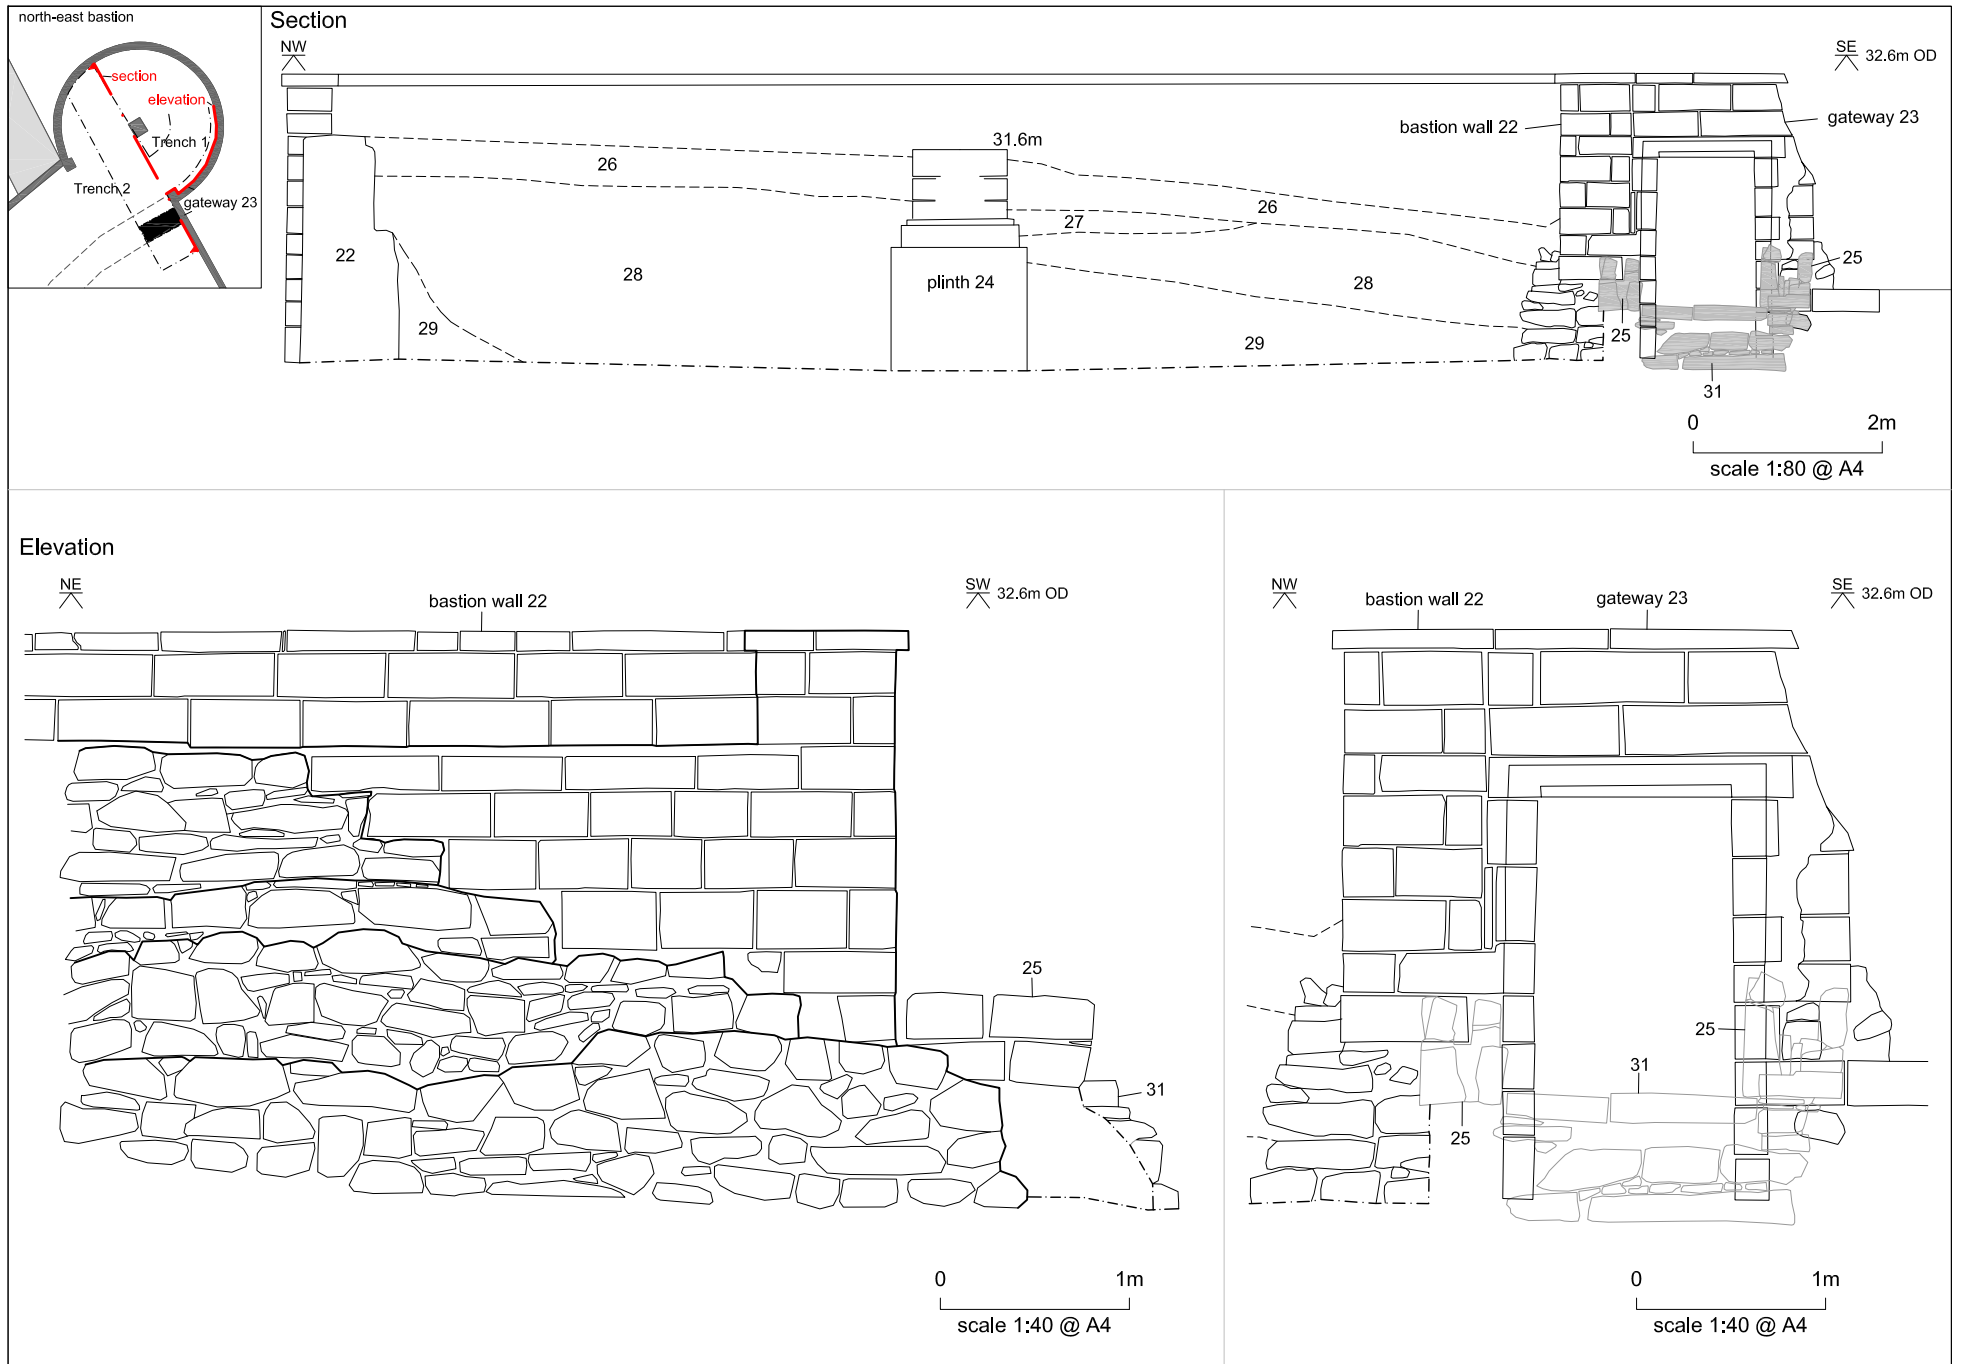 north-east bastion
section
elevation
Trench 1
Trench 2
gateway 23
Section
NW
SE 32.6m OD
bastion wall 22
gateway 23
31.6m
26
26
27
22
28
plinth 24
28
25
29
29
25
31
0 2m
scale 1:80 @ A4
Elevation
NE
SW 32.6m OD
bastion wall 22
25
31
0 1m
scale 1:40 @ A4
NW
SE 32.6m OD
bastion wall 22
gateway 23
25
31
25
0 1m
scale 1:40 @ A4